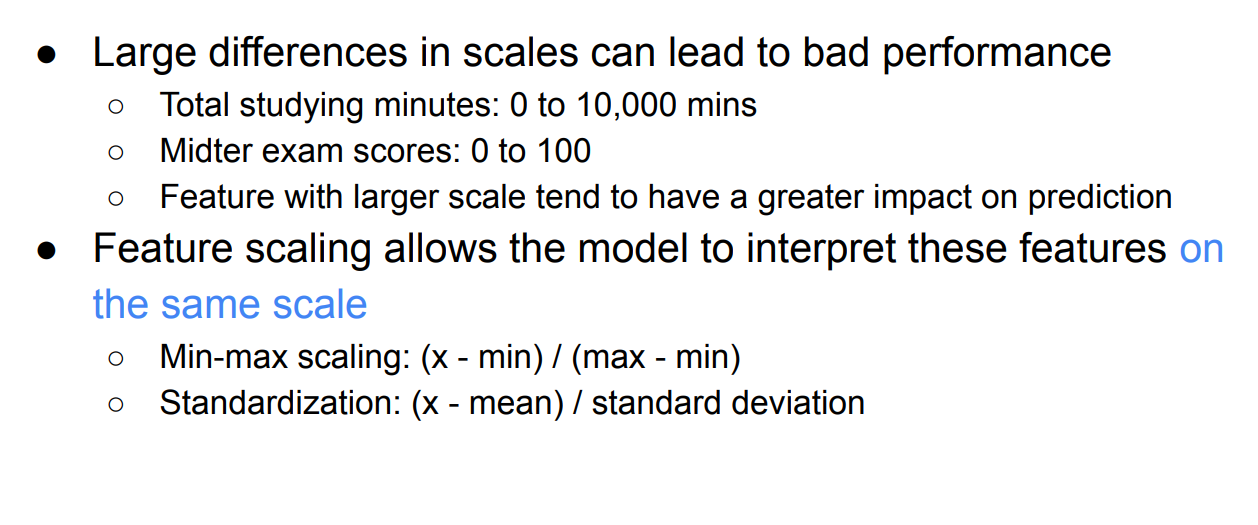 ● Large differences in scales can lead to bad performance
○ Total studying minutes: 0 to 10,000 mins
○ Midter exam scores: 0 to 100
○ Feature with larger scale tend to have a greater impact on prediction
● Feature scaling allows the model to interpret these features on
the same scale
○ Min-max scaling: (x - min) / (max - min)
○ Standardization: (x - mean) / standard deviation